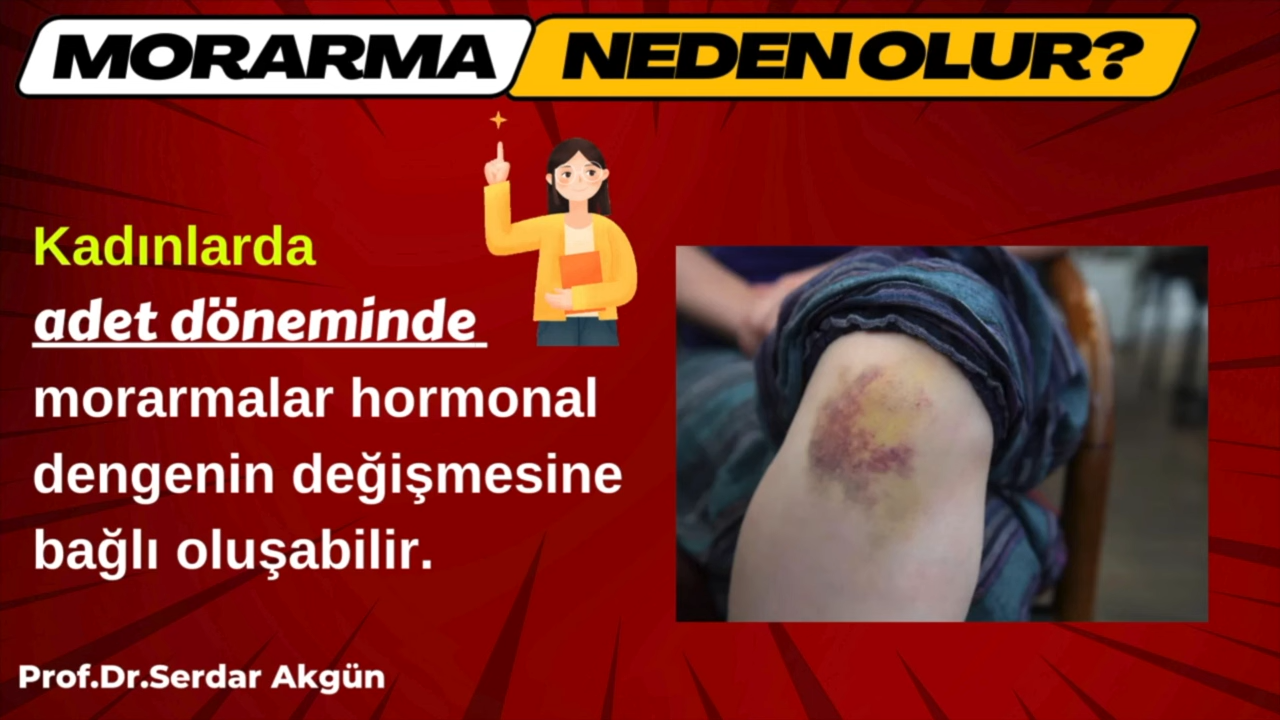 MORARMA NEDEN OLUR?
Kadınlarda
adet döneminde
morarmalar hormonal
dengenin değişmesine
bağlı oluşabilir.
Prof.Dr.Serdar Akgün